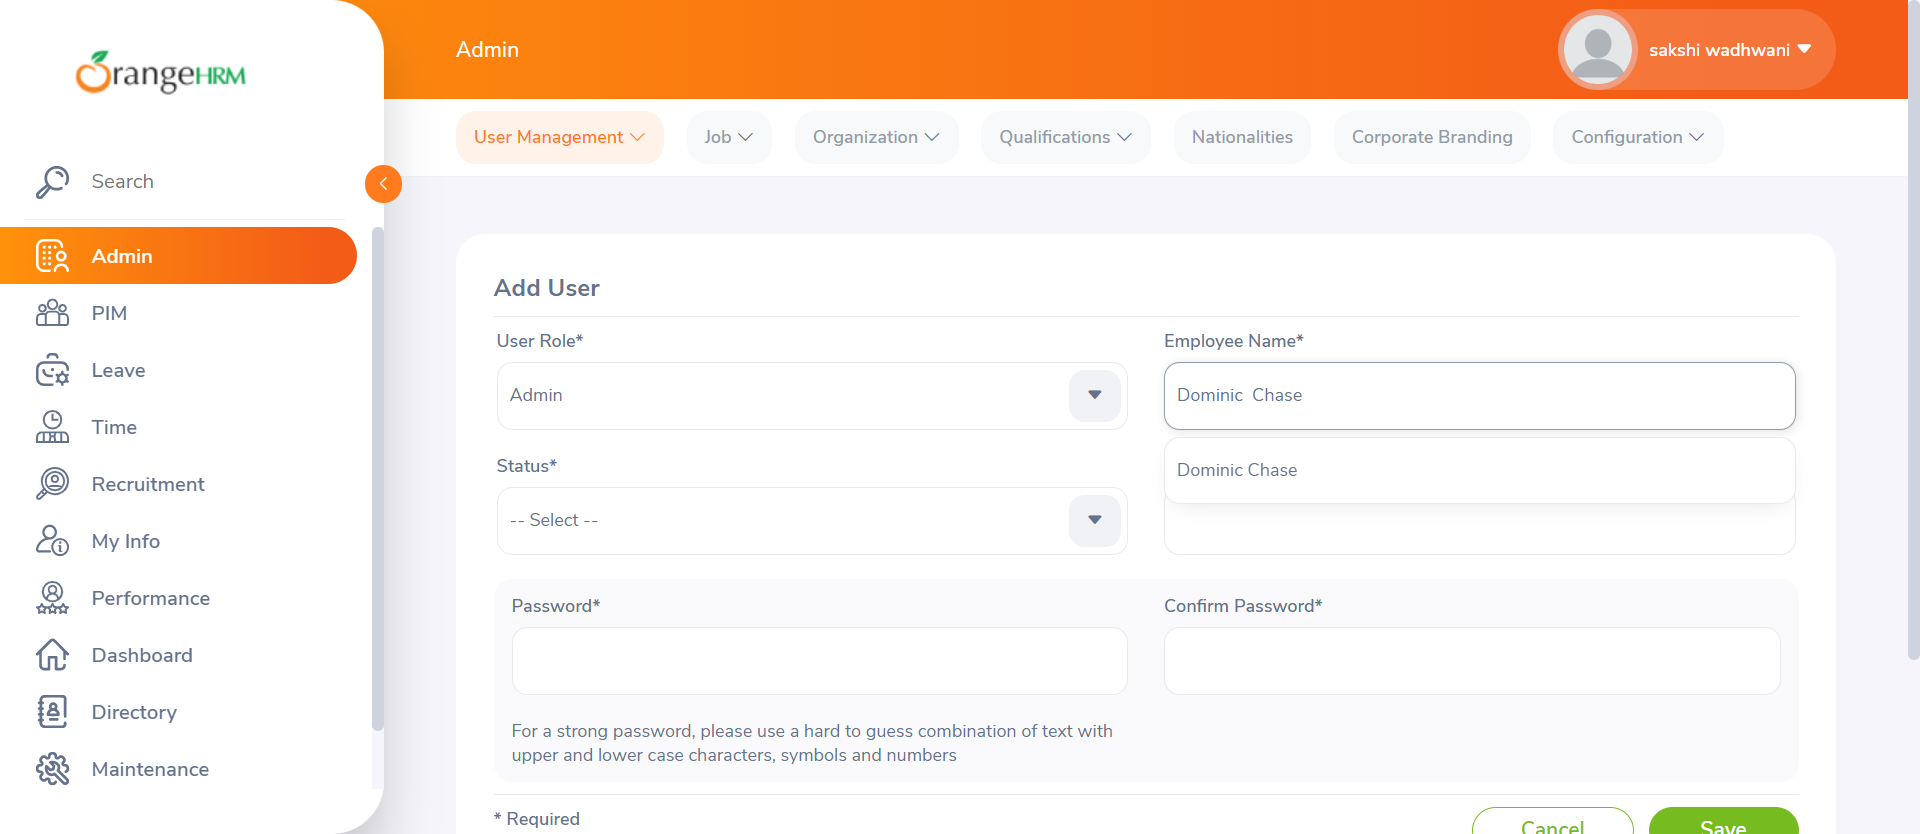 OrangeHRM
Search
Admin
PIM
Leave
Time
Recruitment
My Info
Performance
Dashboard
Directory
Maintenance
Admin
sakshi wadhwani
User Management
Job
Organization
Qualifications
Nationalities
Corporate Branding
Configuration
Add User
User Role*
Admin
Employee Name*
Dominic  Chase
Dominic Chase
Status*
-- Select --
Password*
Confirm Password*
For a strong password, please use a hard to guess combination of text with
upper and lower case characters, symbols and numbers
* Required
Cancel
Save